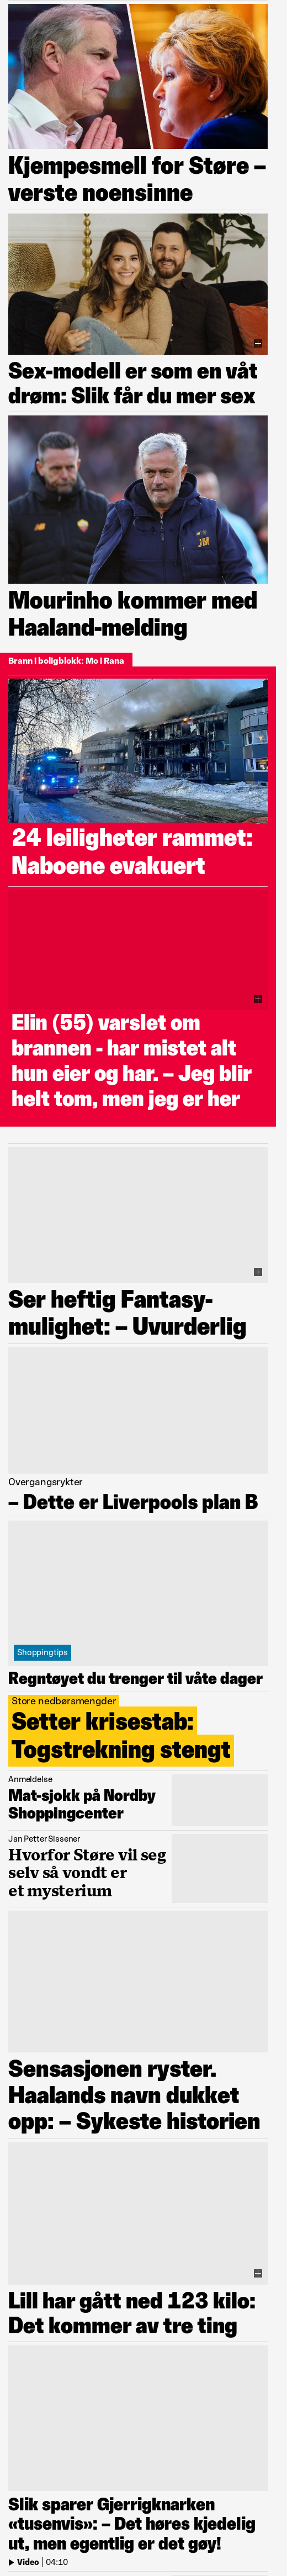 Kjempesmell for Støre –
verste noensinne
Sex-modell er som en våt
drøm: Slik får du mer sex
JM
Mourinho kommer med
Haaland-melding
Brann i boligblokk: Mo i Rana
24 leiligheter rammet:
Naboene evakuert
Elin (55) varslet om
brannen - har mistet alt
hun eier og har. – Jeg blir
helt tom, men jeg er her
Ser heftig Fantasy-
mulighet: – Uvurderlig
Overgangsrykter
– Dette er Liverpools plan B
Shoppingtips
Regntøyet du trenger til våte dager
Store nedbørsmengder
Setter krisestab:
Togstrekning stengt
Anmeldelse
Mat-sjokk på Nordby
Shoppingcenter
Jan Petter Sissener
Hvorfor Støre vil seg
selv så vondt er
et mysterium
Sensasjonen ryster.
Haalands navn dukket
opp: – Sykeste historien
Lill har gått ned 123 kilo:
Det kommer av tre ting
Slik sparer Gjerrigknarken
«tusenvis»: – Det høres kjedelig
ut, men egentlig er det gøy!
Video | 04:10